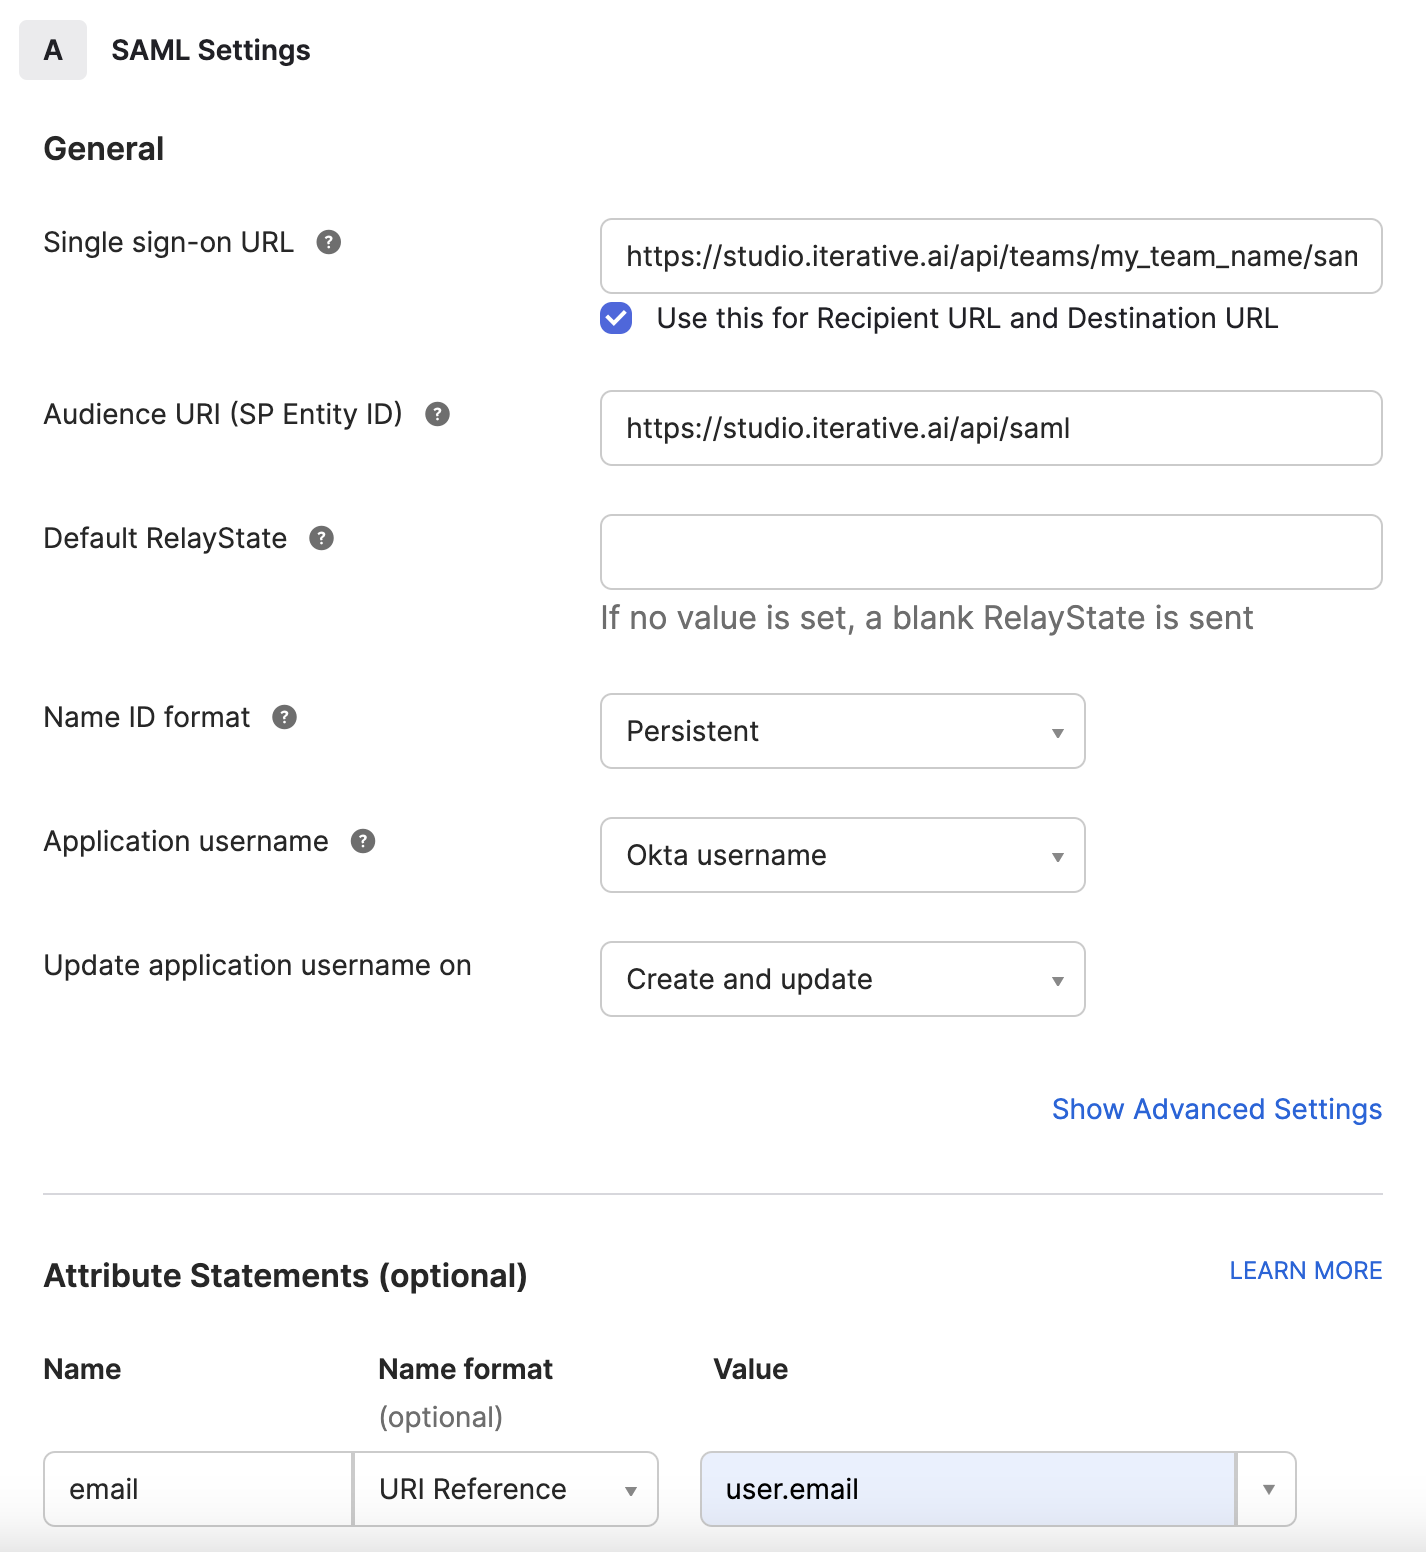 A SAML Settings
General
Single sign-on URL ?
https://studio.iterative.ai/api/teams/my_team_name/san
Use this for Recipient URL and Destination URL
Audience URI (SP Entity ID) ?
https://studio.iterative.ai/api/saml
Default RelayState ?
If no value is set, a blank RelayState is sent
Name ID format ?
Persistent
Application username ?
Okta username
Update application username on
Create and update
Show Advanced Settings
Attribute Statements (optional)
LEARN MORE
Name
Name format
(optional)
Value
email
URI Reference
user.email